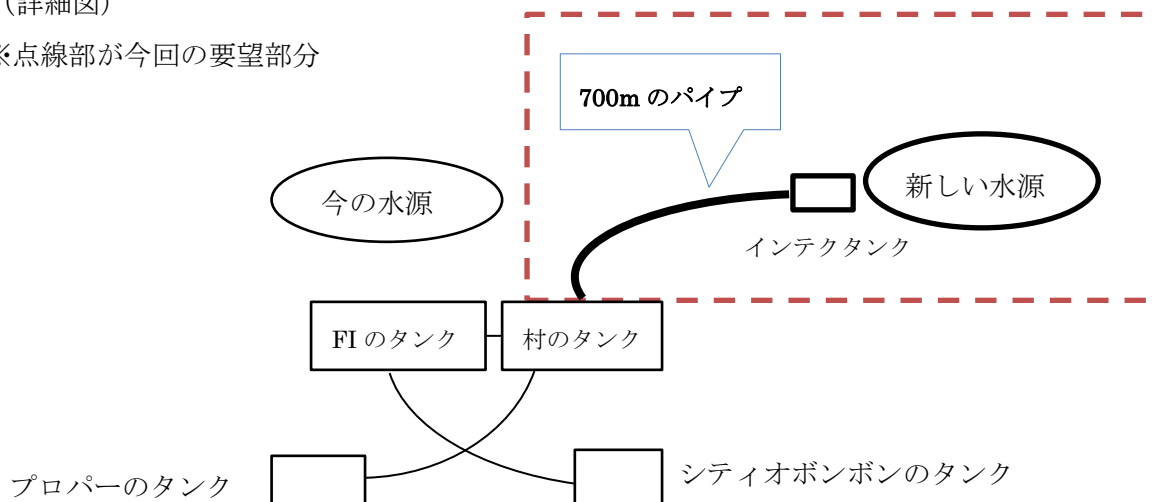 （詳細図）
※点線部が今回の要望部分
700m のパイプ
今の水源
新しい水源
インテクタンク
FI のタンク
村のタンク
プロパーのタンク
シティオボンボンのタンク